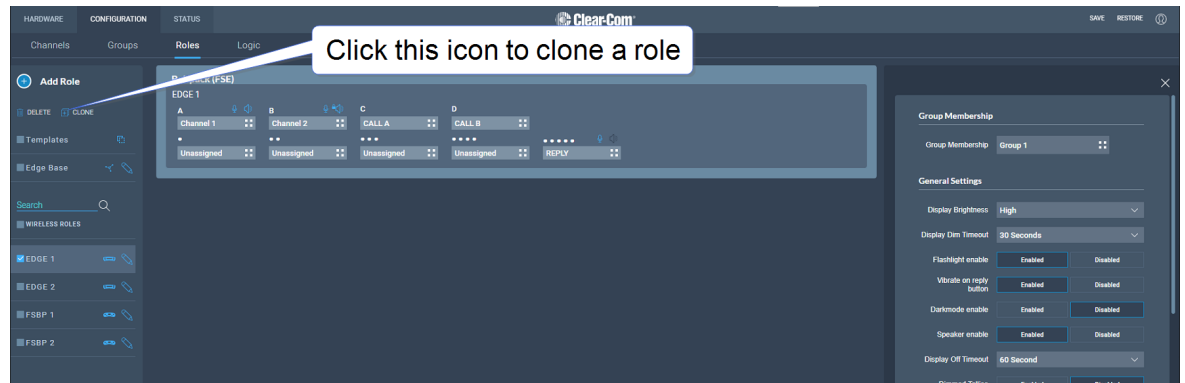 HARDWARE CONFIGURATION STATUS Clear-Com SAVE RESTORE
Channels Groups Roles Logic
Click this icon to clone a role
Add Role
DELETE CLONE
Templates
Edge Base
Search
WIRELESS ROLES
EDGE 1
EDGE 2
FSBP 1
FSBP 2
(FSE)
EDGE 1
A B C D
Channel 1 Channel 2 CALL A CALL B
Unassigned Unassigned Unassigned Unassigned REPLY
Group Membership
Group Membership Group 1
General Settings
Display Brightness High
Display Dim Timeout 30 Seconds
Flashlight enable Enabled Disabled
Vibrate on reply
button Enabled Disabled
Darkmode enable Enabled Disabled
Speaker enable Enabled Disabled
Display Off Timeout 60 Second